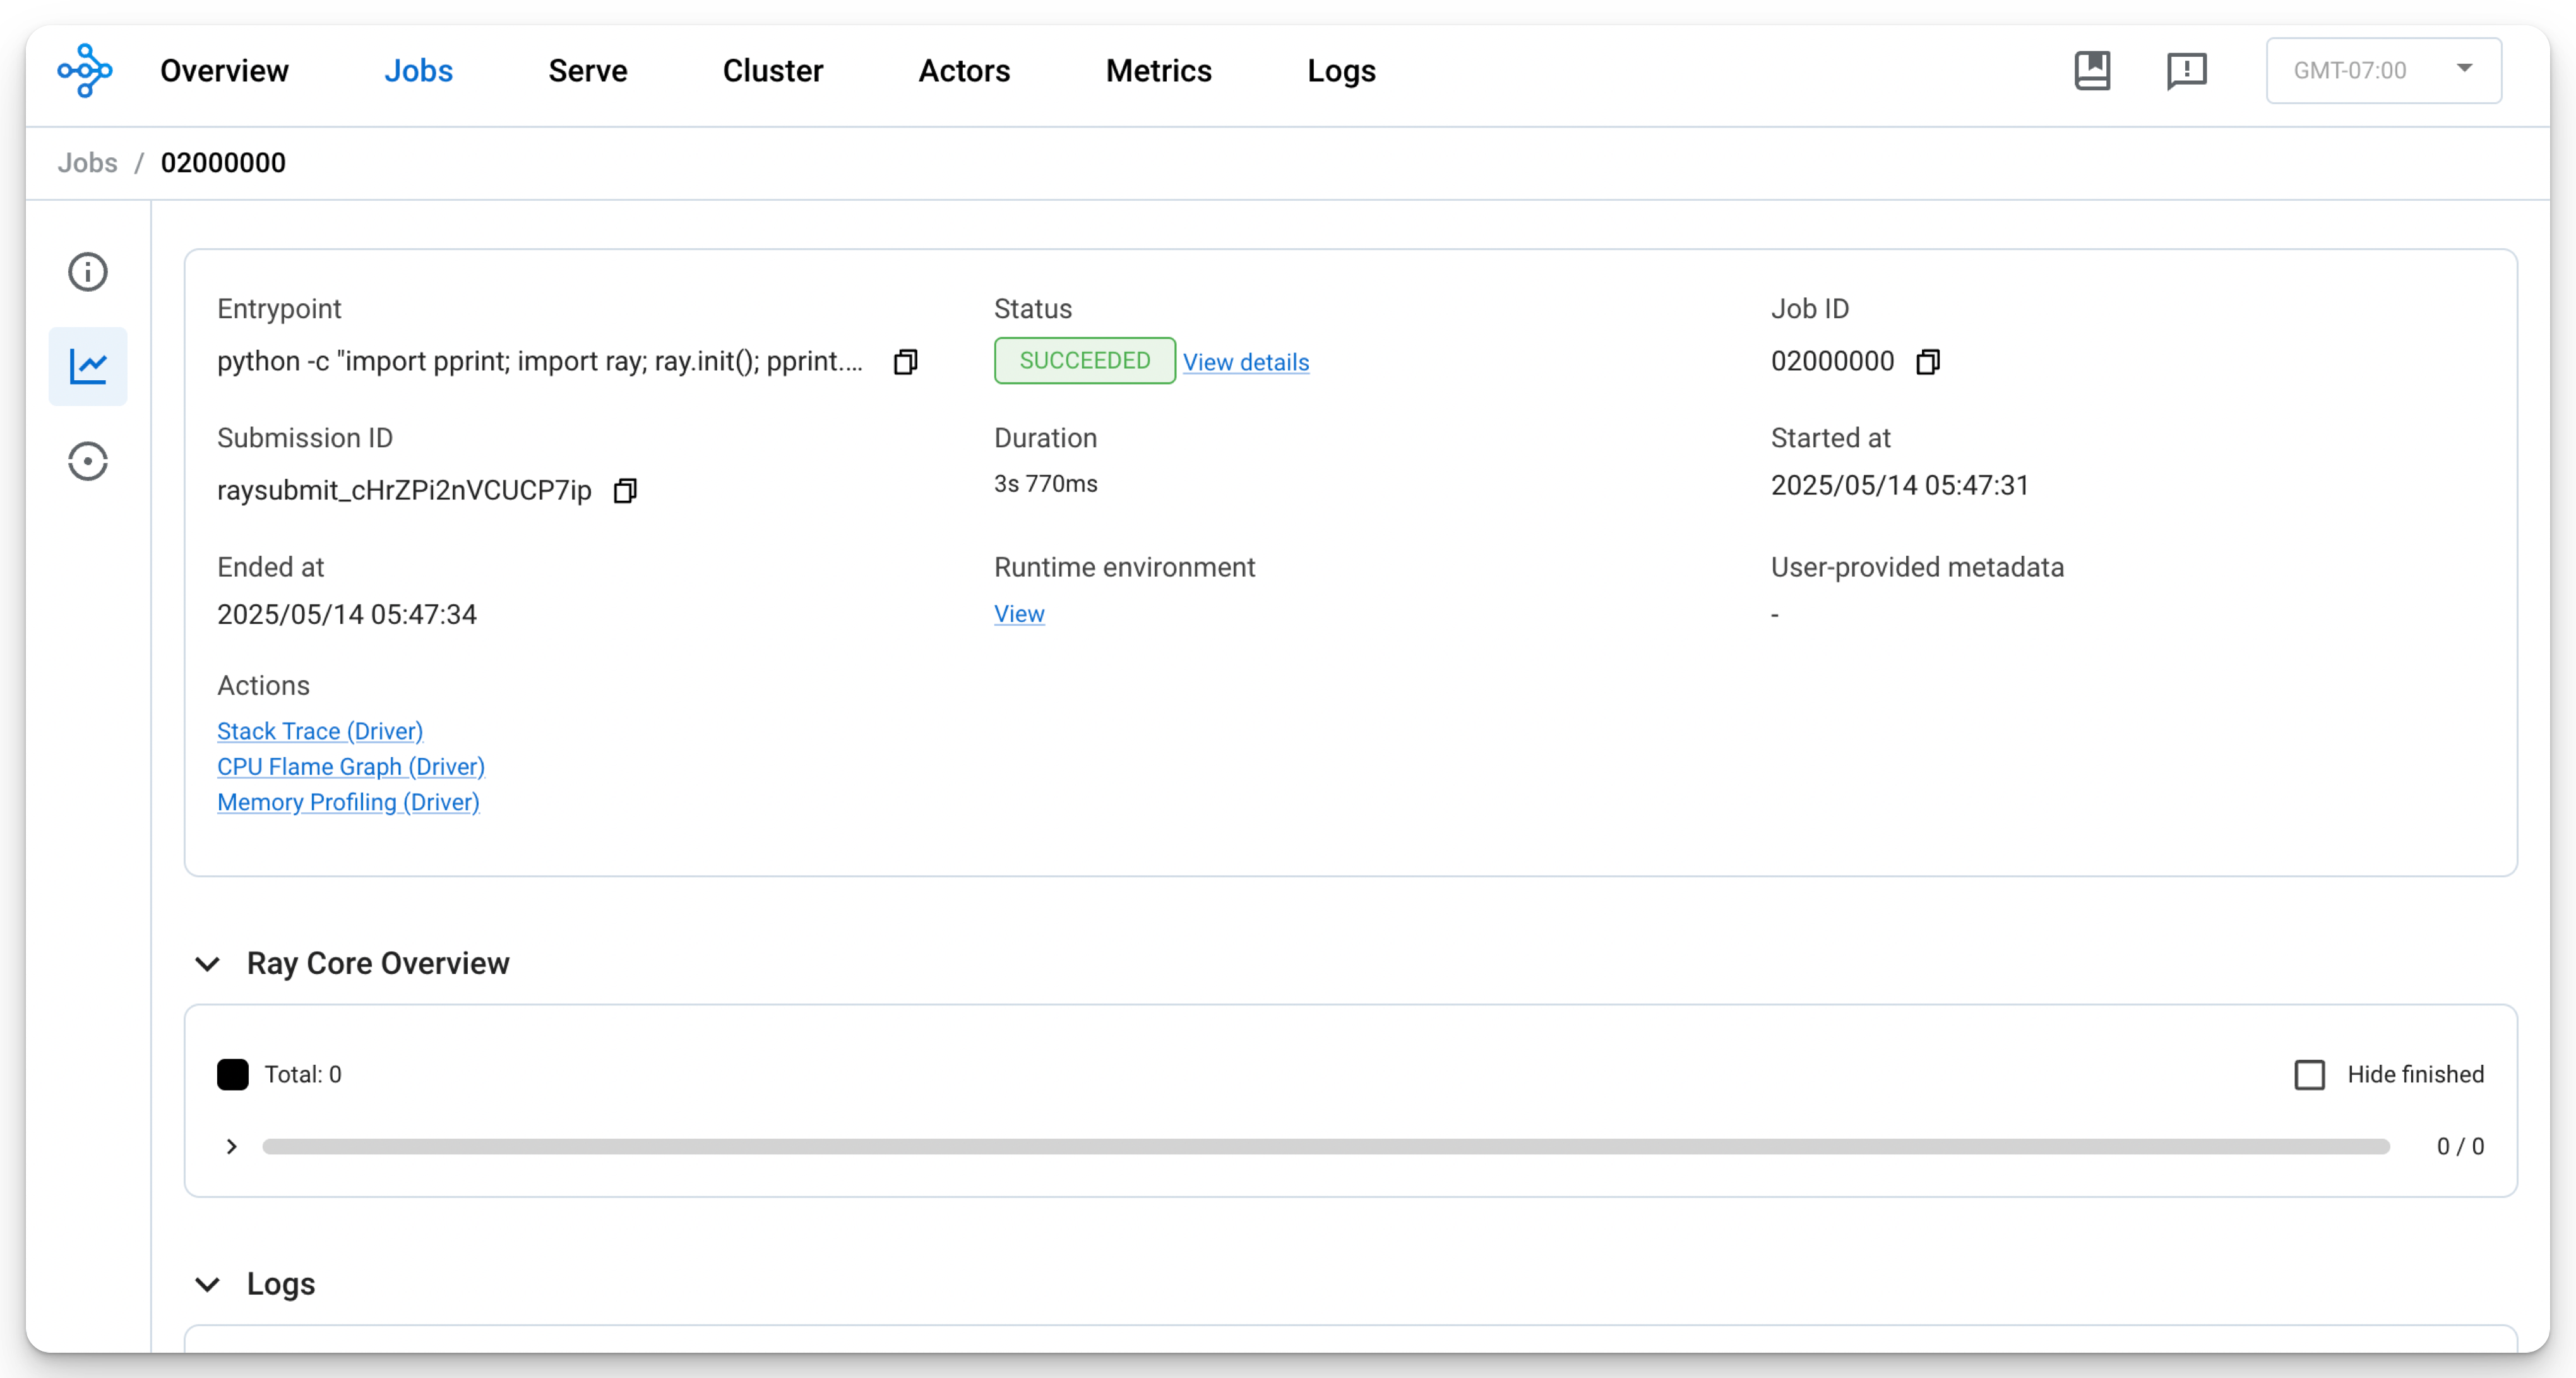 Overview Jobs Serve Cluster Actors Metrics Logs GMT-07:00
Jobs / 02000000
Entrypoint
python -c "import pprint; import ray; ray.init(); pprint....
Status
SUCCEEDED View details
Job ID
02000000
Submission ID
raysubmit_cHrZPi2nVCUCP7ip
Duration
3s 770ms
Started at
2025/05/14 05:47:31
Ended at
2025/05/14 05:47:34
Runtime environment
View
User-provided metadata
-
Actions
Stack Trace (Driver)
CPU Flame Graph (Driver)
Memory Profiling (Driver)
Ray Core Overview
Total: 0
Hide finished
0 / 0
Logs